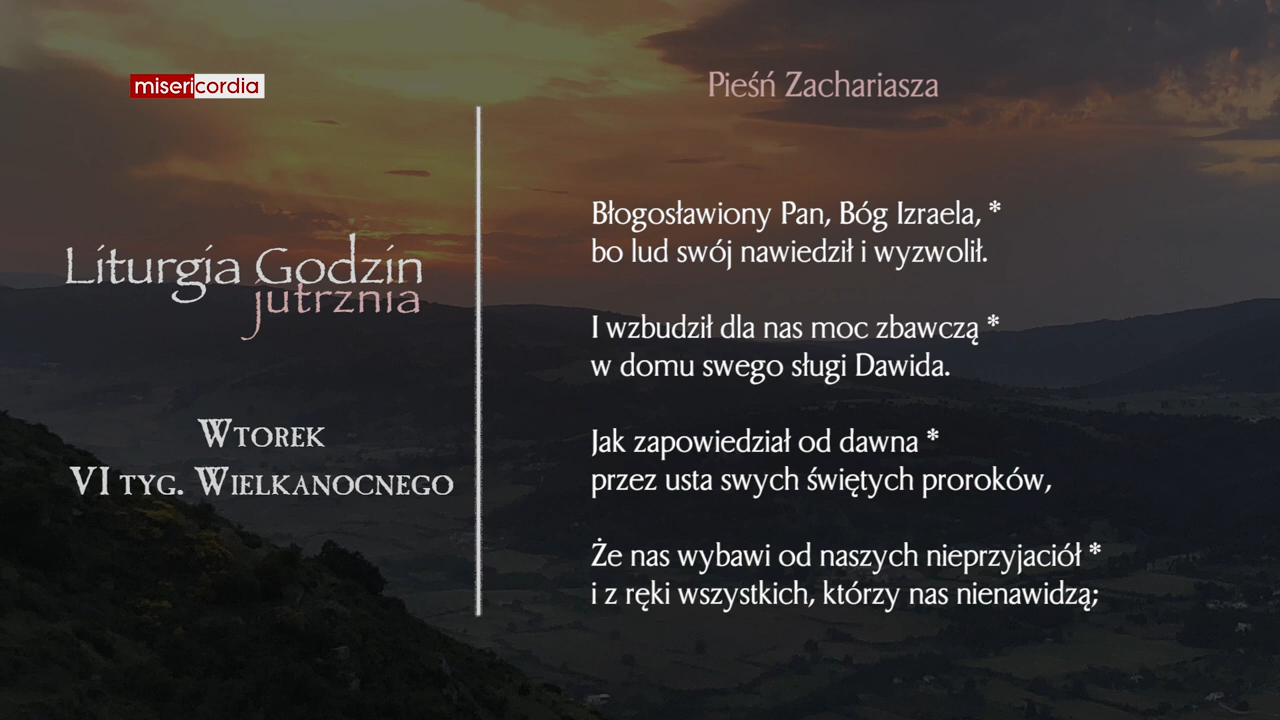 misericordia
Liturgia Godzin
jutrznia
Wtorek
VI tyg. Wielkanocnego
Pieśń Zachariasza
Błogosławiony Pan, Bóg Izraela, *
bo lud swój nawiedził i wyzwolił.
I wzbudził dla nas moc zbawczą *
w domu swego sługi Dawida.
Jak zapowiedział od dawna *
przez usta swych świętych proroków,
Że nas wybawi od naszych nieprzyjaciół *
i z ręki wszystkich, którzy nas nienawidzą;